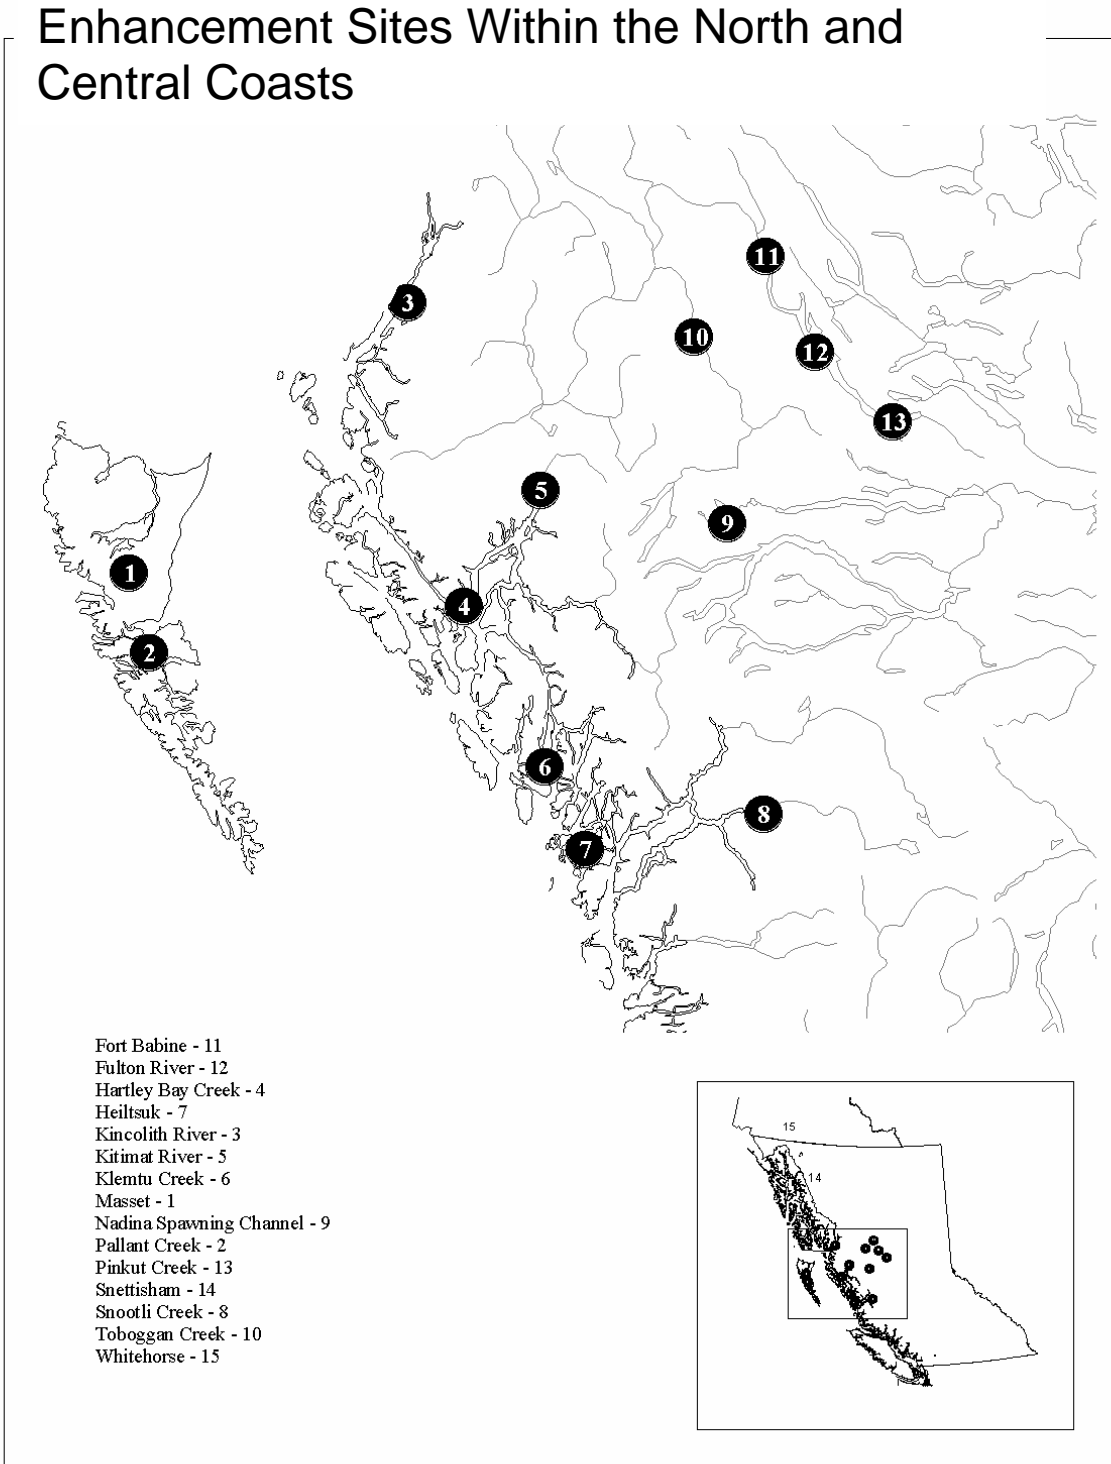 Enhancement Sites Within the North and
Central Coasts
11
3
10
12
13
5
9
1
4
2
6
8
7
Fort Babine - 11
Fulton River - 12
Hartley Bay Creek - 4
Heiltsuk - 7
Kincolith River - 3
Kitimat River - 5
Klemtu Creek - 6
Masset - 1
Nadina Spawning Channel - 9
Pallant Creek - 2
Pinkut Creek - 13
Snettisham - 14
Snootli Creek - 8
Toboggan Creek - 10
Whitehorse - 15
15
14